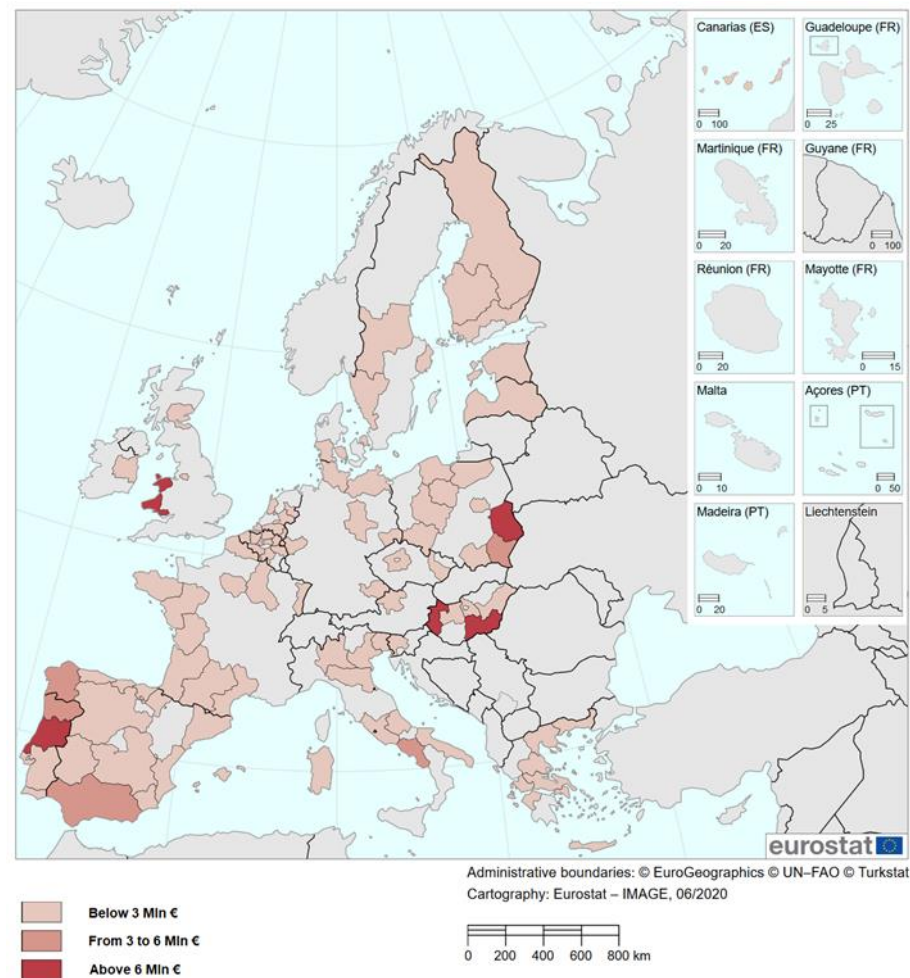 Canarias (ES)
0 100
Guadeloupe (FR)
0 25
Martinique (FR)
0 20
Guyane (FR)
0 100
Réunion (FR)
0 20
Mayotte (FR)
0 15
Malta
0 10
Açores (PT)
0 50
Madeira (PT)
0 20
Liechtenstein
0 5
eurostat
Administrative boundaries: © EuroGeographics © UN–FAO © Turkstat
Cartography: Eurostat – IMAGE, 06/2020
Below 3 Mln €
From 3 to 6 Mln €
Above 6 Mln €
0 200 400 600 800 km